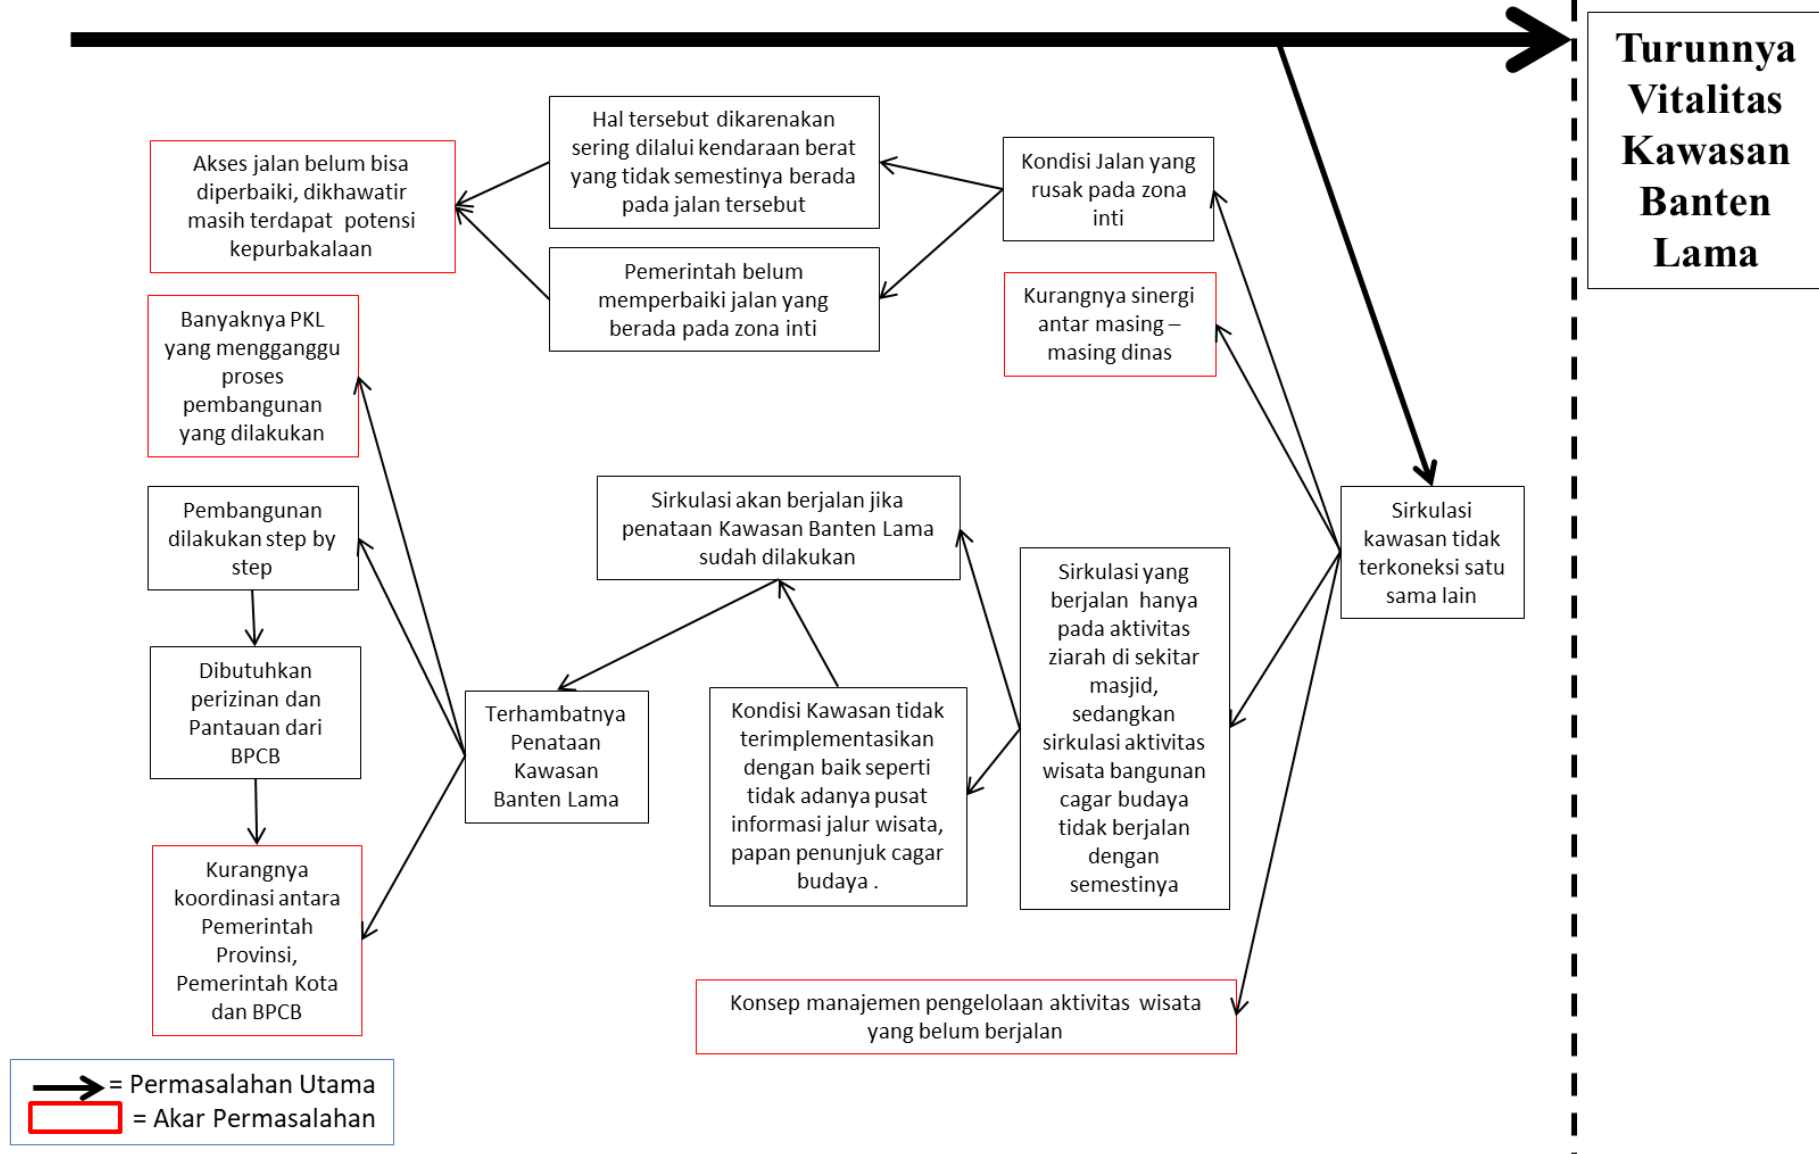 Turunnya
Vitalitas
Kawasan
Banten
Lama
Hal tersebut dikarenakan
sering dilalui kendaraan berat
yang tidak semestinya berada
pada jalan tersebut
Akses jalan belum bisa
diperbaiki, dikhawatir
masih terdapat potensi
kepurbakalaan
Kondisi Jalan yang
rusak pada zona
inti
Pemerintah belum
memperbaiki jalan yang
berada pada zona inti
Kurangnya sinergi
antar masing –
masing dinas
Banyaknya PKL
yang mengganggu
proses
pembangunan
yang dilakukan
Sirkulasi akan berjalan jika
penataan Kawasan Banten Lama
sudah dilakukan
Pembangunan
dilakukan step by
step
Sirkulasi
kawasan tidak
terkoneksi satu
sama lain
Sirkulasi yang
berjalan hanya
pada aktivitas
ziarah di sekitar
masjid,
sedangkan
sirkulasi aktivitas
wisata bangunan
cagar budaya
tidak berjalan
dengan
semestinya
Dibutuhkan
perizinan dan
Pantauan dari
BPCB
Terhambatnya
Penataan
Kawasan
Banten Lama
Kondisi Kawasan tidak
terimplementasikan
dengan baik seperti
tidak adanya pusat
informasi jalur wisata,
papan penunjuk cagar
budaya .
Kurangnya
koordinasi antara
Pemerintah
Provinsi,
Pemerintah Kota
dan BPCB
Konsep manajemen pengelolaan aktivitas wisata
yang belum berjalan
= Permasalahan Utama
= Akar Permasalahan